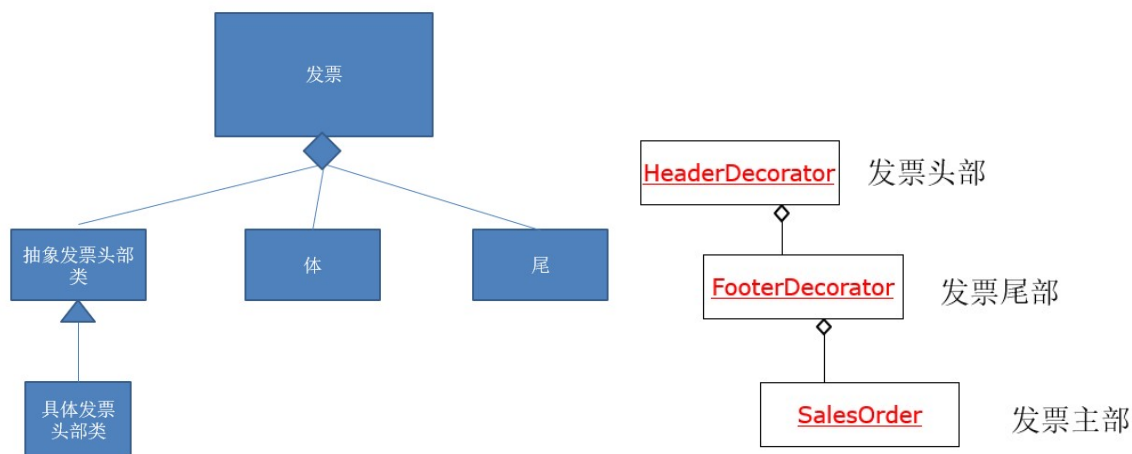 发票
抽象发票头部
类
体
尾
具体发票
头部类
HeaderDecorator
发票头部
FooterDecorator
发票尾部
SalesOrder
发票主部